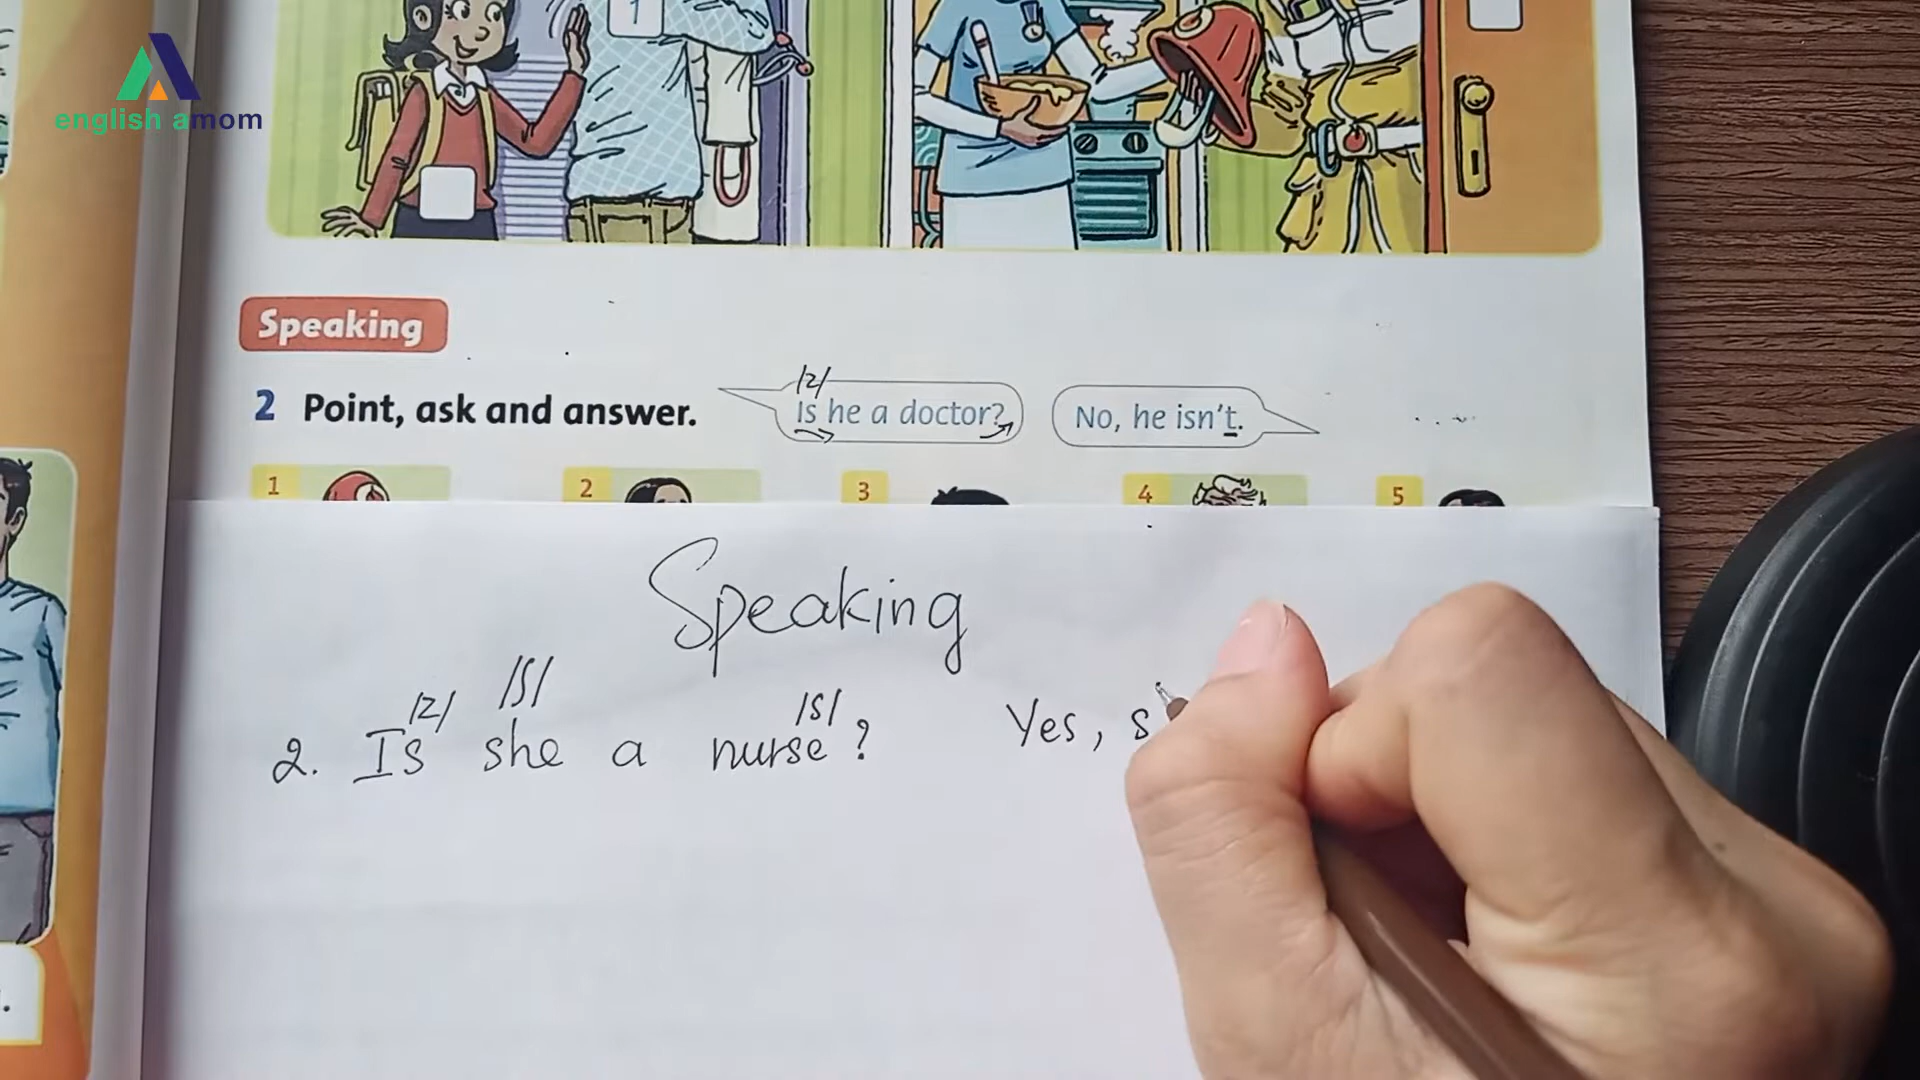 english amom
1
Speaking
/z/
2 Point, ask and answer. Is he a doctor? No, he isn't.
1 2 3 4 5
Speaking
/z/ /ʃ/ /s/
2. Is she a nurse? Yes, s